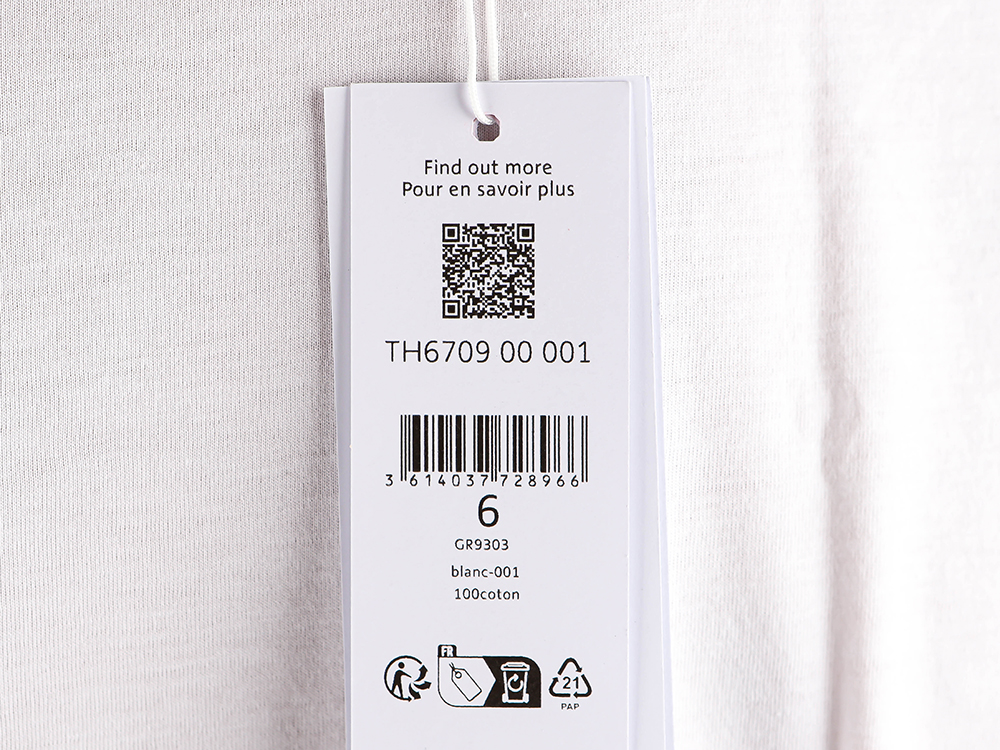 Find out more
Pour en savoir plus
TH6709 00 001
3 614037 728966
6
GR9303
blanc-001
100coton
FR
21
PAP